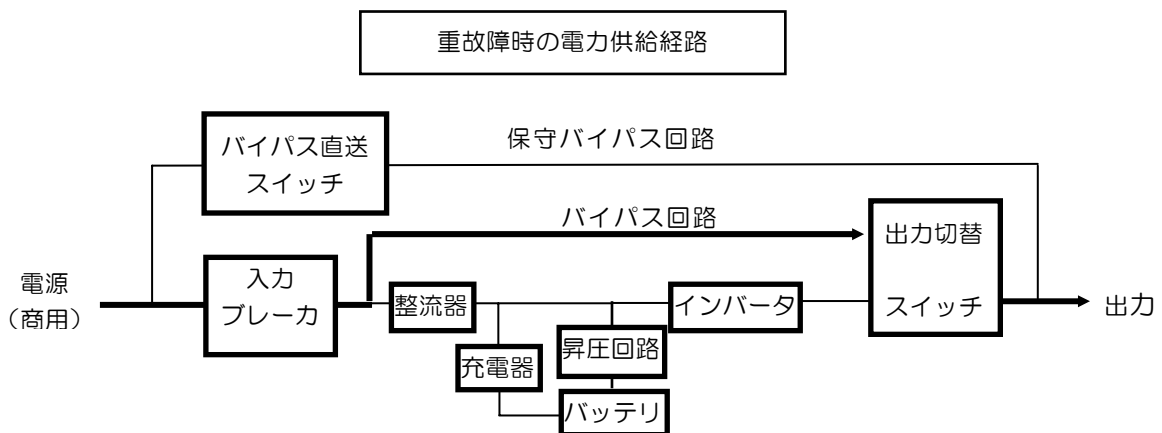 重故障時の電力供給経路
バイパス直送
スイッチ
保守バイパス回路
バイパス回路
出力切替
スイッチ
電源
（商用）
入力
ブレーカ
整流器
インバータ
出力
充電器
昇圧回路
バッテリ